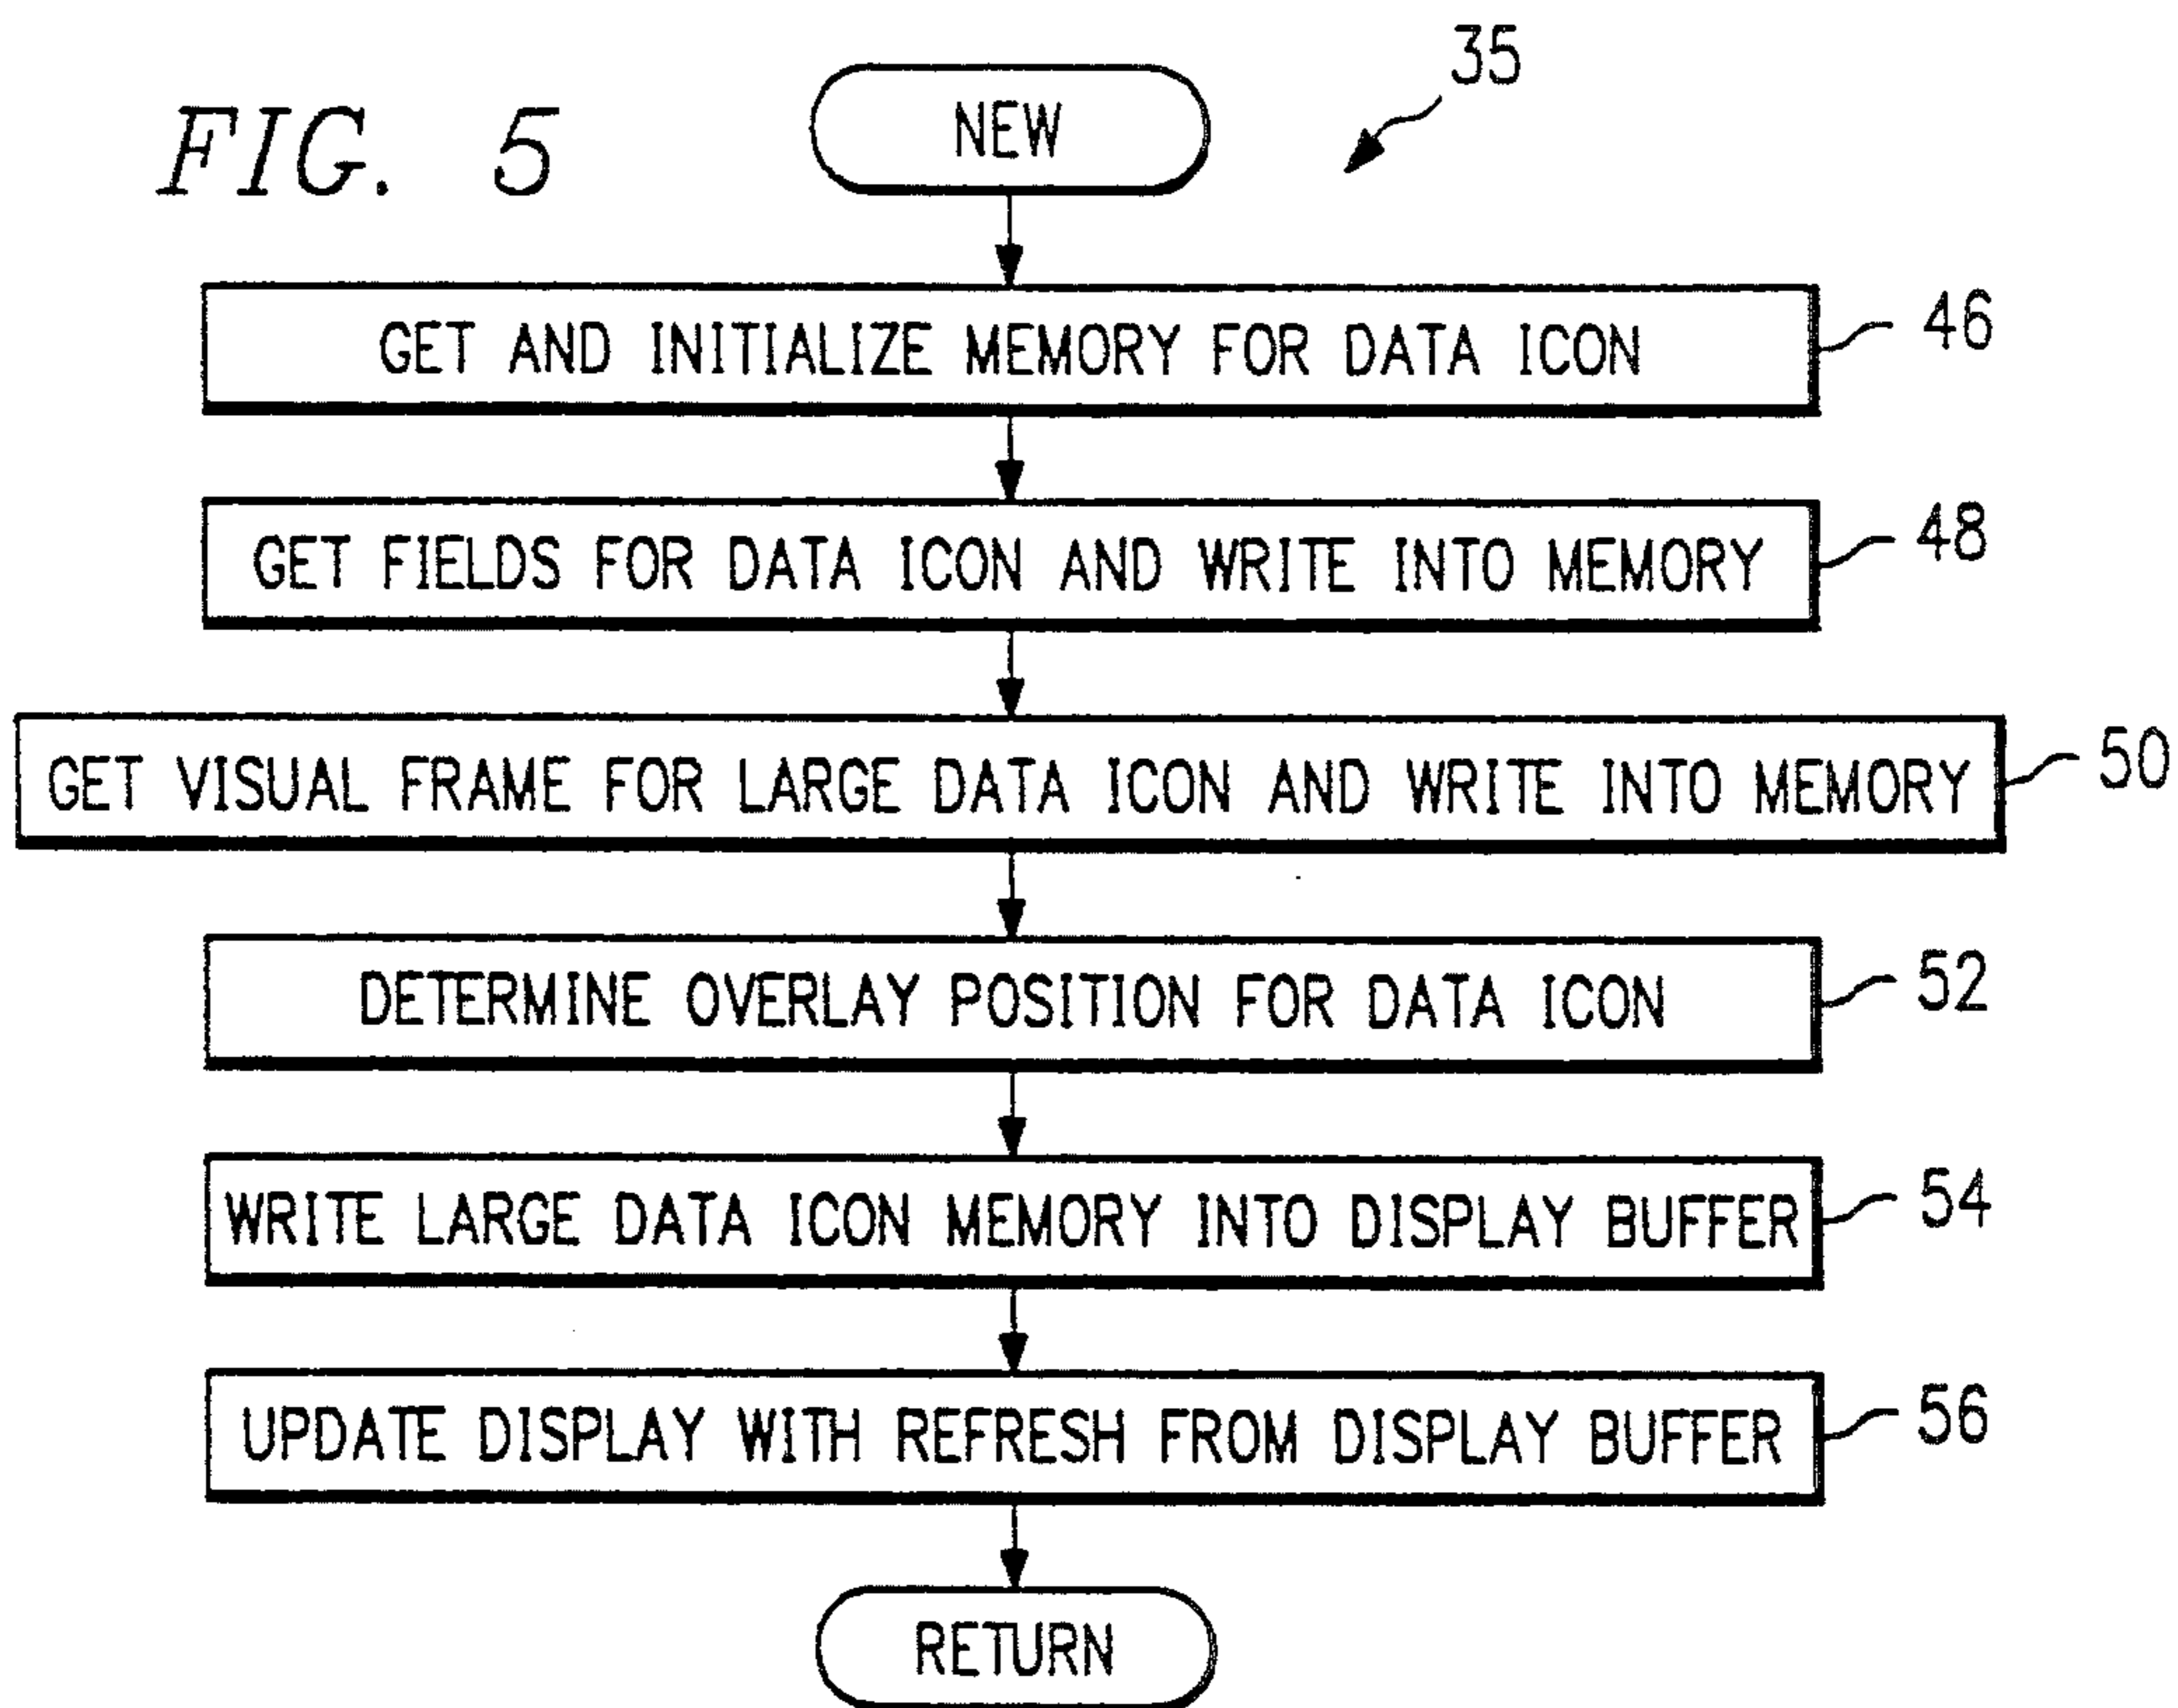 FIG. 5
NEW
35
GET AND INITIALIZE MEMORY FOR DATA ICON
46
GET FIELDS FOR DATA ICON AND WRITE INTO MEMORY
48
GET VISUAL FRAME FOR LARGE DATA ICON AND WRITE INTO MEMORY
50
DETERMINE OVERLAY POSITION FOR DATA ICON
52
WRITE LARGE DATA ICON MEMORY INTO DISPLAY BUFFER
54
UPDATE DISPLAY WITH REFRESH FROM DISPLAY BUFFER
56
RETURN